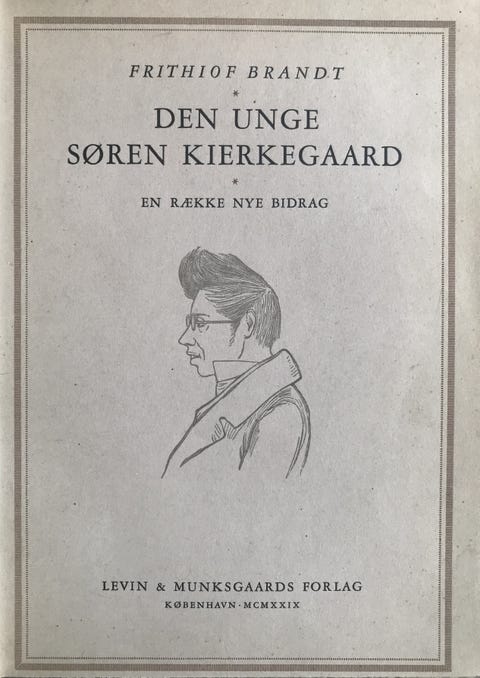 FRITHIOF BRANDT
*
DEN UNGE
SØREN KIERKEGAARD
*
EN RÆKKE NYE BIDRAG
LEVIN & MUNKSGAARDS FORLAG
KØBENHAVN · MCMXXIX